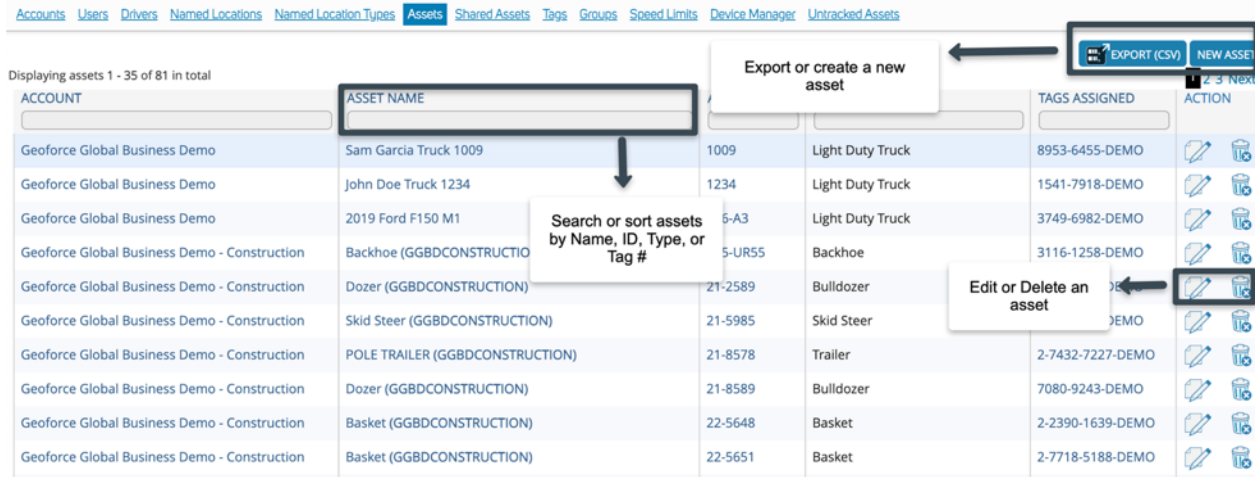 Accounts Users Drivers Named Locations Named Location Types Assets Shared Assets Tags Groups Speed Limits Device Manager Untracked Assets
EXPORT (CSV) NEW ASSET
Export or create a new
asset
Displaying assets 1 - 35 of 81 in total
1 2 3 Next
ACCOUNT ASSET NAME A TAGS ASSIGNED ACTION
Geoforce Global Business Demo Sam Garcia Truck 1009 1009 Light Duty Truck 8953-6455-DEMO
Geoforce Global Business Demo John Doe Truck 1234 1234 Light Duty Truck 1541-7918-DEMO
Geoforce Global Business Demo 2019 Ford F150 M1 6-A3 Light Duty Truck 3749-6982-DEMO
Search or sort assets
by Name, ID, Type, or
Tag #
Geoforce Global Business Demo - Construction Backhoe (GGBDCONSTRUCTIO 5-UR55 Backhoe 3116-1258-DEMO
Geoforce Global Business Demo - Construction Dozer (GGBDCONSTRUCTION) 21-2589 Bulldozer
Edit or Delete an
asset
Geoforce Global Business Demo - Construction Skid Steer (GGBDCONSTRUCTION) 21-5985 Skid Steer DEMO
Geoforce Global Business Demo - Construction POLE TRAILER (GGBDCONSTRUCTION) 21-8578 Trailer 2-7432-7227-DEMO
Geoforce Global Business Demo - Construction Dozer (GGBDCONSTRUCTION) 21-8589 Bulldozer 7080-9243-DEMO
Geoforce Global Business Demo - Construction Basket (GGBDCONSTRUCTION) 22-5648 Basket 2-2390-1639-DEMO
Geoforce Global Business Demo - Construction Basket (GGBDCONSTRUCTION) 22-5651 Basket 2-7718-5188-DEMO